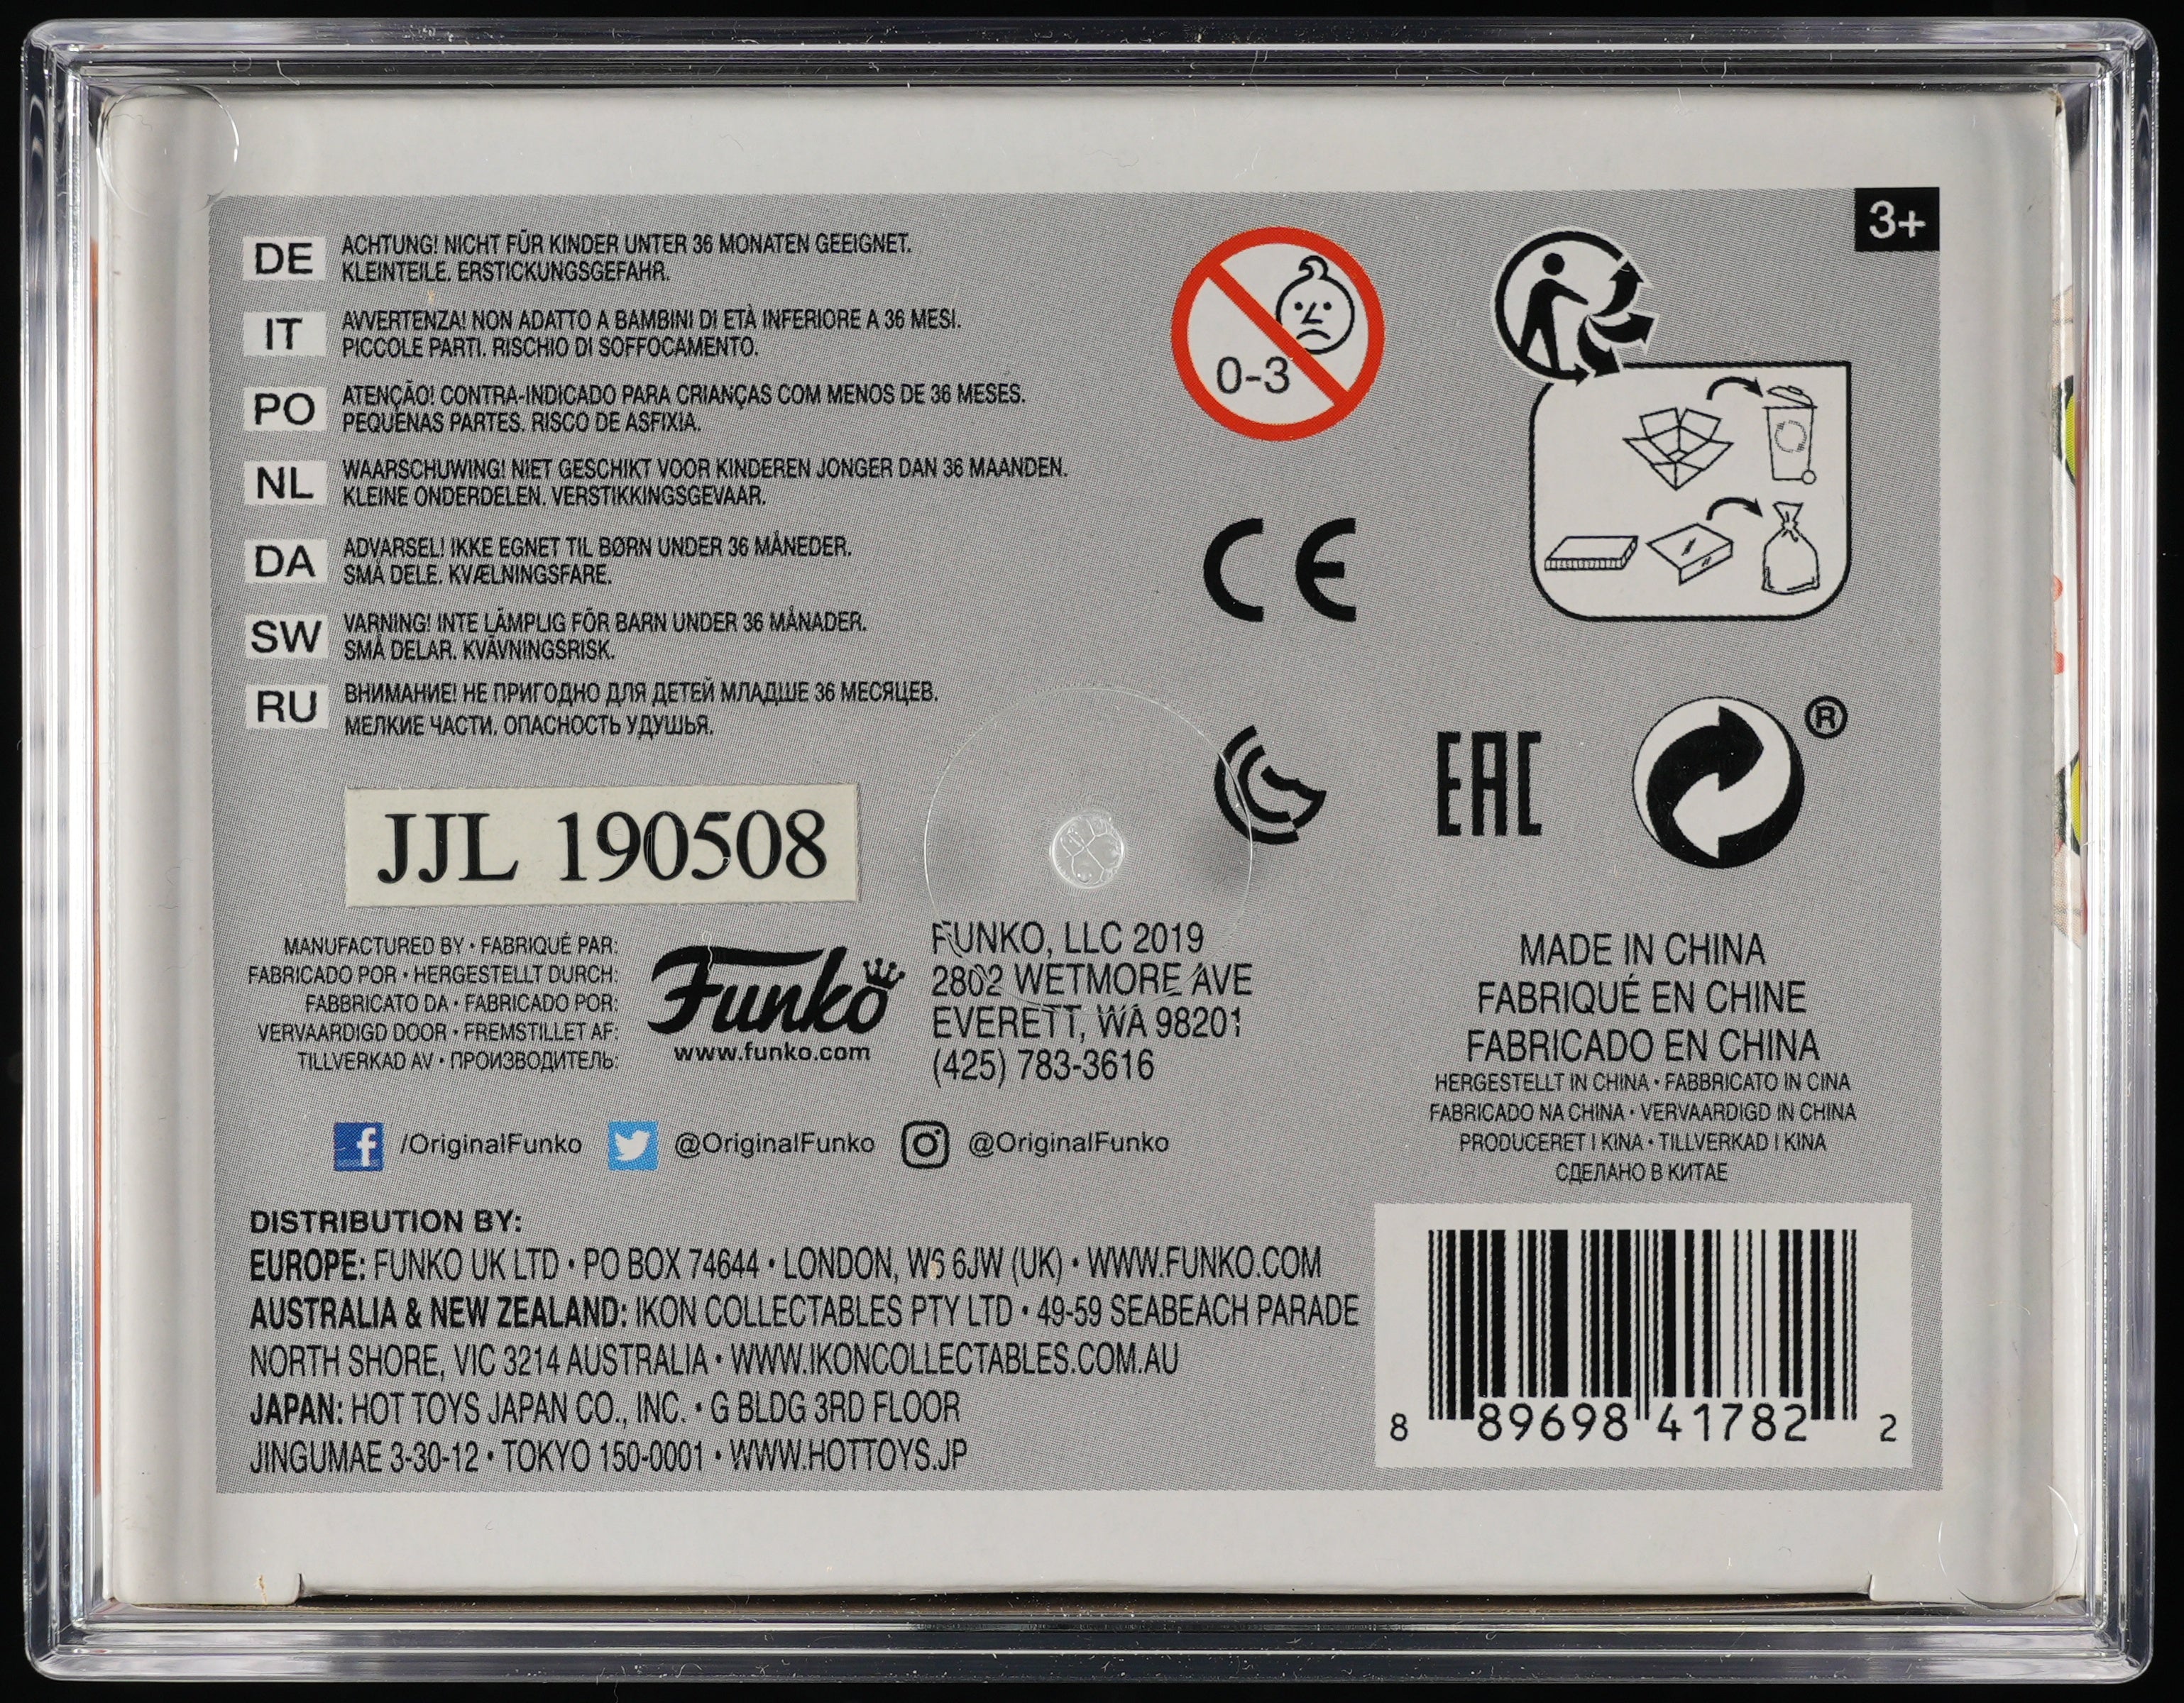 3+
DE
ACHTUNG! NICHT FÜR KINDER UNTER 36 MONATEN GEEIGNET.
KLEINTEILE. ERSTICKUNGSGEFAHR.
IT
AVVERTENZA! NON ADATTO A BAMBINI DI ETÀ INFERIORE A 36 MESI.
PICCOLE PARTI. RISCHIO DI SOFFOCAMENTO.
PO
ATENÇÃO! CONTRA-INDICADO PARA CRIANÇAS COM MENOS DE 36 MESES.
PEQUENAS PARTES. RISCO DE ASFIXIA.
NL
WAARSCHUWING! NIET GESCHIKT VOOR KINDEREN JONGER DAN 36 MAANDEN.
KLEINE ONDERDELEN. VERSTIKKINGSGEVAAR.
DA
ADVARSEL! IKKE EGNET TIL BØRN UNDER 36 MÅNEDER.
SMÅ DELE. KVÆLNINGSFARE.
SW
VARNING! INTE LÄMPLIG FÖR BARN UNDER 36 MÅNADER.
SMÅ DELAR. KVÄVNINGSRISK.
RU
ВНИМАНИЕ! НЕ ПРИГОДНО ДЛЯ ДЕТЕЙ МЛАДШЕ 36 МЕСЯЦЕВ.
МЕЛКИЕ ЧАСТИ. ОПАСНОСТЬ УДУШЬЯ.
0-3
CE
EAC
®
JJL 190508
MANUFACTURED BY • FABRIQUÉ PAR:
FABRICADO POR • HERGESTELLT DURCH:
FABBRICATO DA • FABRICADO POR:
VERVAARDIGD DOOR • FREMSTILLET AF:
TILLVERKAD AV • ПРОИЗВОДИТЕЛЬ:
Funko
www.funko.com
FUNKO, LLC 2019
2802 WETMORE AVE
EVERETT, WA 98201
(425) 783-3616
MADE IN CHINA
FABRIQUÉ EN CHINE
FABRICADO EN CHINA
HERGESTELLT IN CHINA • FABBRICATO IN CINA
FABRICADO NA CHINA • VERVAARDIGD IN CHINA
PRODUCERET I KINA • TILLVERKAD I KINA
СДЕЛАНО В КИТАЕ
f /OriginalFunko @OriginalFunko @OriginalFunko
DISTRIBUTION BY:
EUROPE: FUNKO UK LTD • PO BOX 74644 • LONDON, W6 6JW (UK) • WWW.FUNKO.COM
AUSTRALIA & NEW ZEALAND: IKON COLLECTABLES PTY LTD • 49-59 SEABEACH PARADE
NORTH SHORE, VIC 3214 AUSTRALIA • WWW.IKONCOLLECTABLES.COM.AU
JAPAN: HOT TOYS JAPAN CO., INC. • G BLDG 3RD FLOOR
JINGUMAE 3-30-12 • TOKYO 150-0001 • WWW.HOTTOYS.JP
8 89698 41782 2